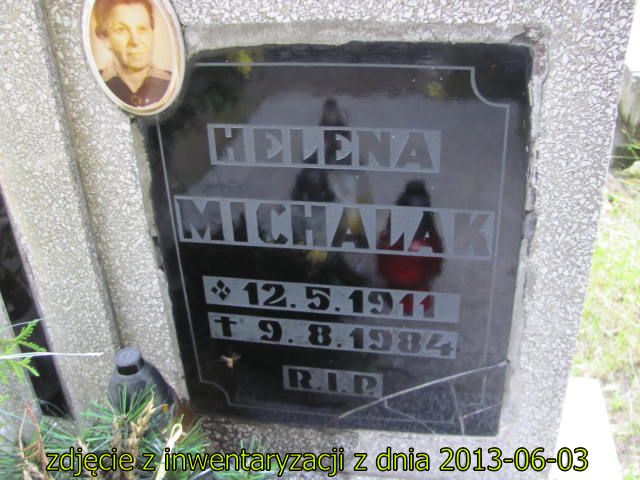 HELENA
MICHALAK
❖ 12.5.1911
✝ 9.8.1984
R.I.P.
zdjęcie z inwentaryzacji z dnia 2013-06-03